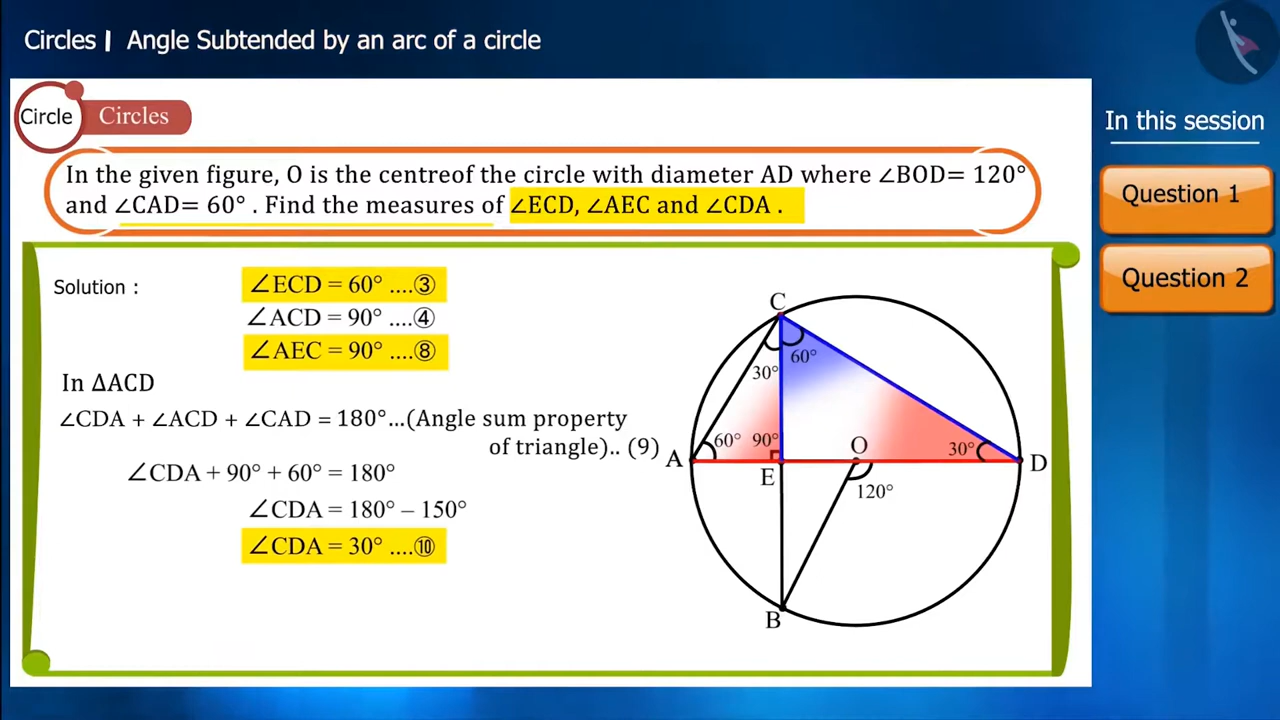 Circles | Angle Subtended by an arc of a circle
Circle Circles
In this session
Question 1
Question 2
In the given figure, O is the centreof the circle with diameter AD where ∠BOD= 120°
and ∠CAD= 60° . Find the measures of ∠ECD, ∠AEC and ∠CDA .
Solution :
∠ECD = 60° ....③
∠ACD = 90° ....④
∠AEC = 90° ....⑧
In ΔACD
∠CDA + ∠ACD + ∠CAD = 180°...(Angle sum property
of triangle).. (9)
∠CDA + 90° + 60° = 180°
∠CDA = 180° – 150°
∠CDA = 30° ....⑩
C
60°
30°
60° 90° O 30°
A D
E
120°
B